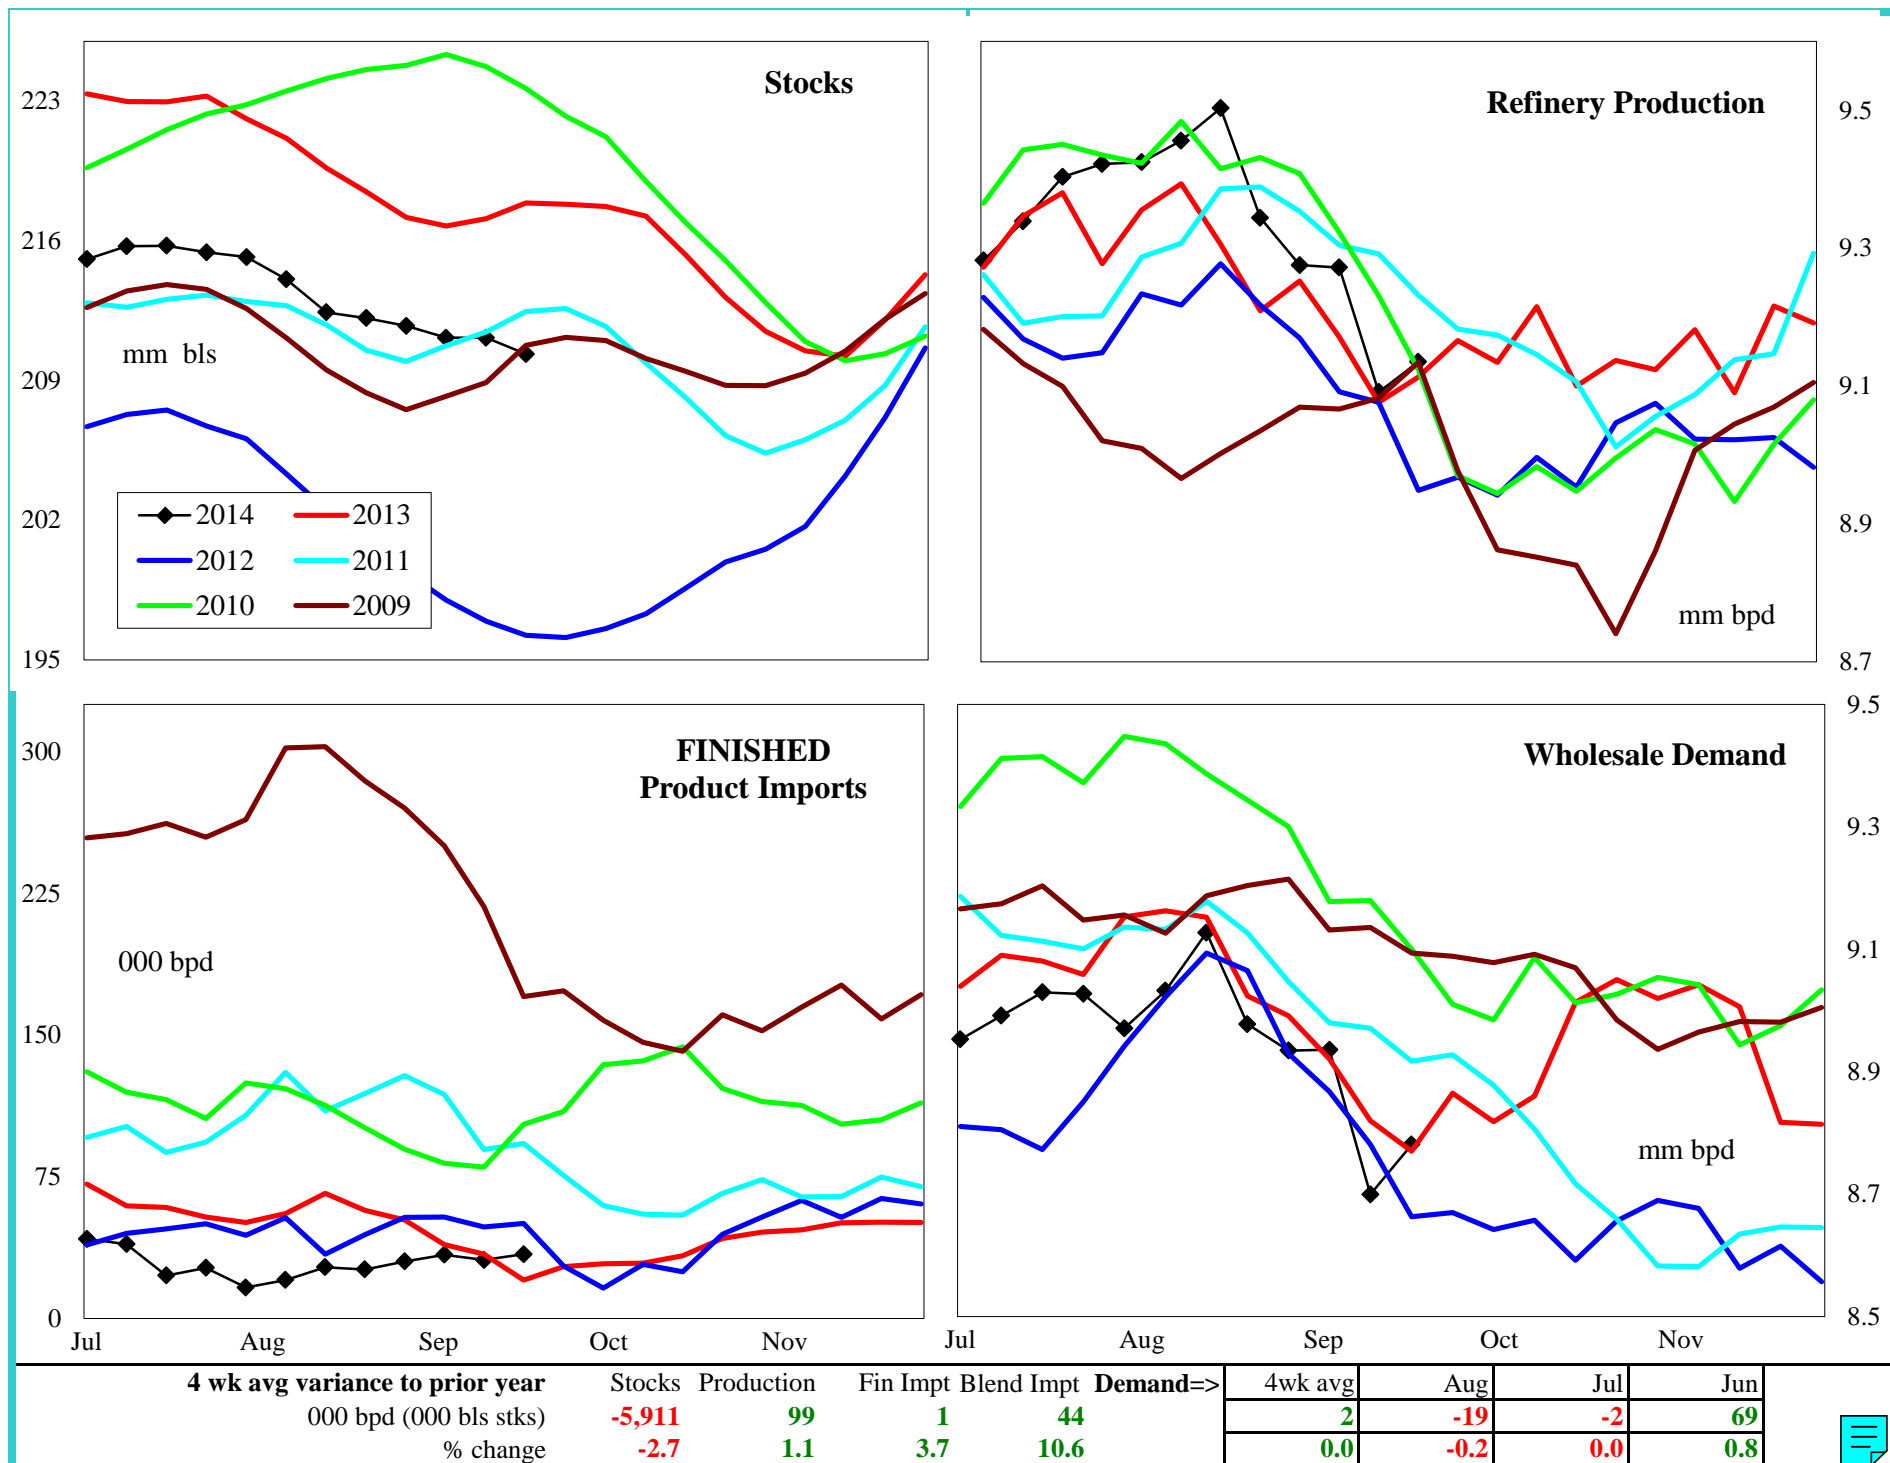 Stocks
223
216
209
202
195
mm bls
2014 2013
2012 2011
2010 2009
Refinery Production
9.5
9.3
9.1
8.9
8.7
mm bpd
FINISHED
Product Imports
300
225
150
75
0
000 bpd
Jul Aug Sep Oct Nov
Wholesale Demand
9.5
9.3
9.1
8.9
8.7
8.5
mm bpd
Jul Aug Sep Oct Nov
4 wk avg variance to prior year Stocks Production Fin Impt Blend Impt Demand=> 4wk avg Aug Jul Jun
000 bpd (000 bls stks) -5,911 99 1 44 2 -19 -2 69
% change -2.7 1.1 3.7 10.6 0.0 -0.2 0.0 0.8